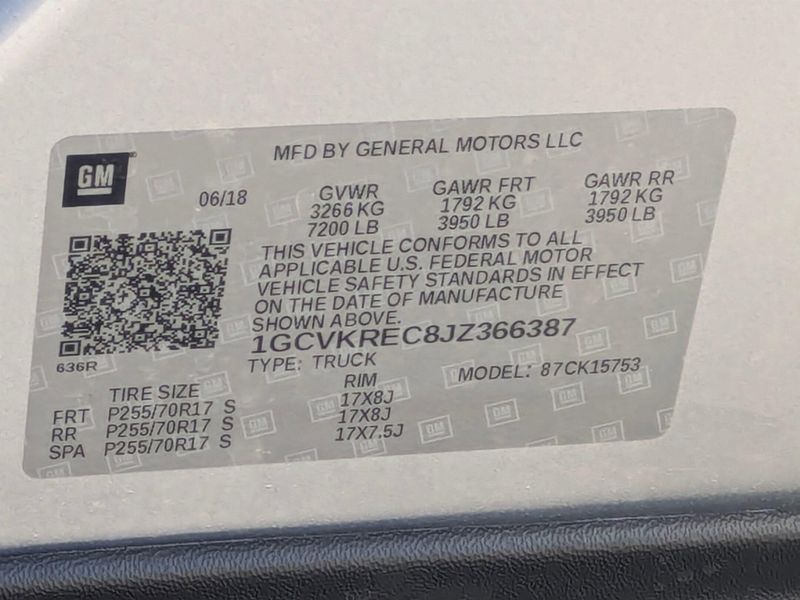 MFD BY GENERAL MOTORS LLC
GM
06/18
GVWR GAWR FRT GAWR RR
3266 KG 1792 KG 1792 KG
7200 LB 3950 LB 3950 LB
THIS VEHICLE CONFORMS TO ALL
APPLICABLE U.S. FEDERAL MOTOR
VEHICLE SAFETY STANDARDS IN EFFECT
ON THE DATE OF MANUFACTURE
SHOWN ABOVE.
1GCVKREC8JZ366387
636R
TYPE: TRUCK
MODEL: 87CK15753
TIRE SIZE RIM
FRT P255/70R17 S 17X8J
RR P255/70R17 S 17X8J
SPA P255/70R17 S 17X7.5J